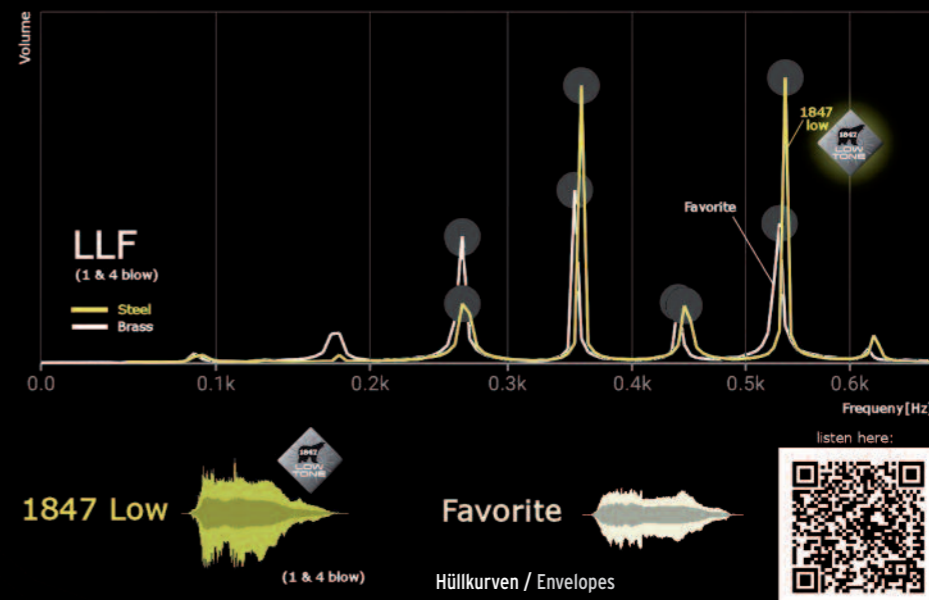 Volume
1847
low
1847
LOW
TONE
Favorite
LLF
(1 & 4 blow)
Steel
Brass
0.0 0.1k 0.2k 0.3k 0.4k 0.5k 0.6k
Frequeny[Hz]
listen here:
1847
LOW
TONE
1847 Low
Favorite
(1 & 4 blow)
Hüllkurven / Envelopes